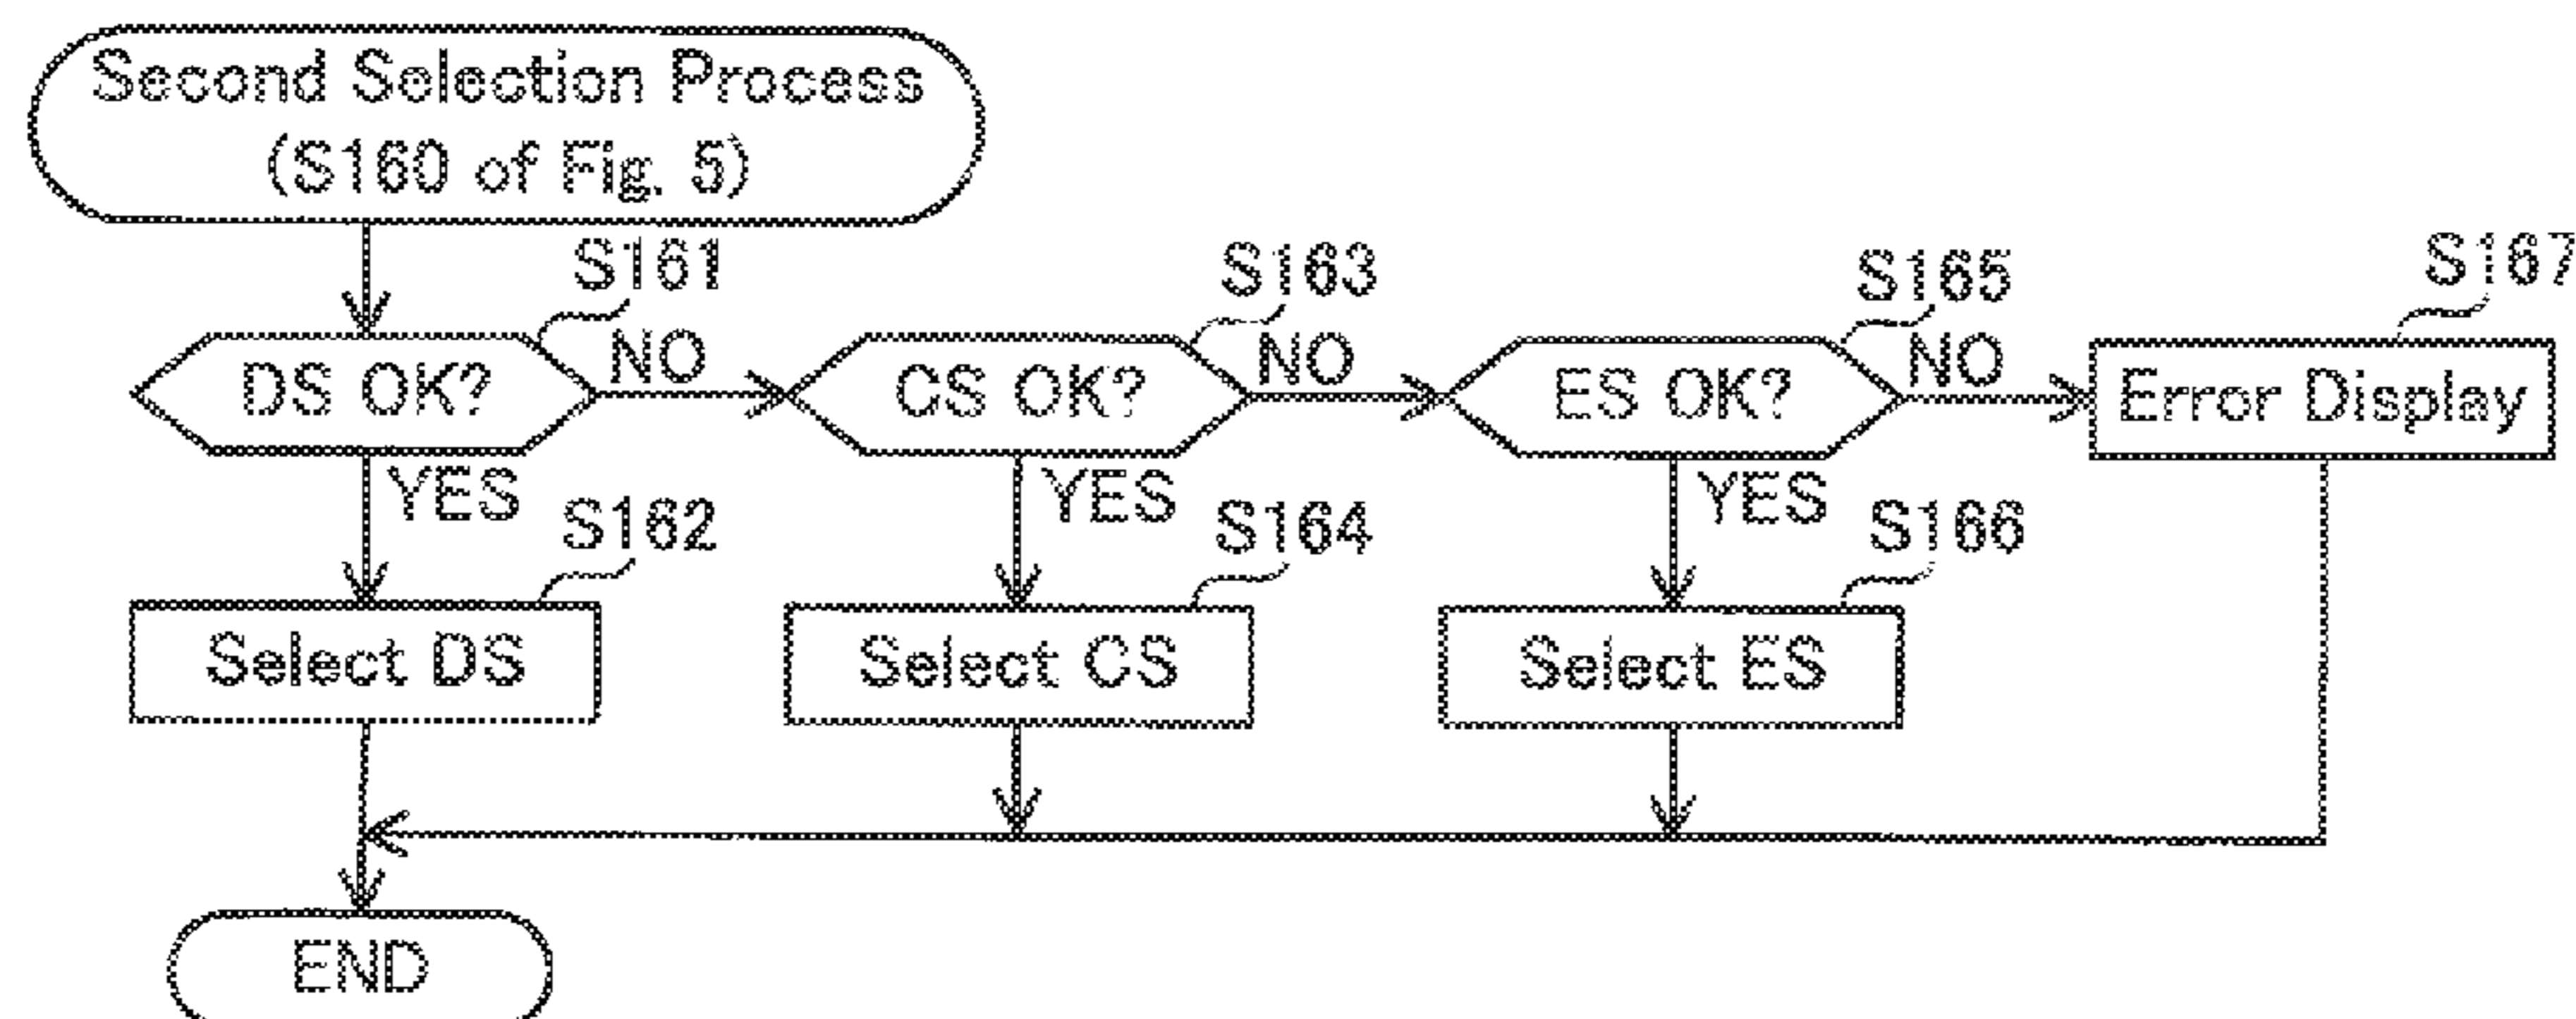 Second Selection Process
(S160 of Fig. 5)
S161
S163
S165
S167
DS OK?
NO
CS OK?
NO
ES OK?
NO
Error Display
YES
YES
YES
S162
S164
S166
Select DS
Select CS
Select ES
END